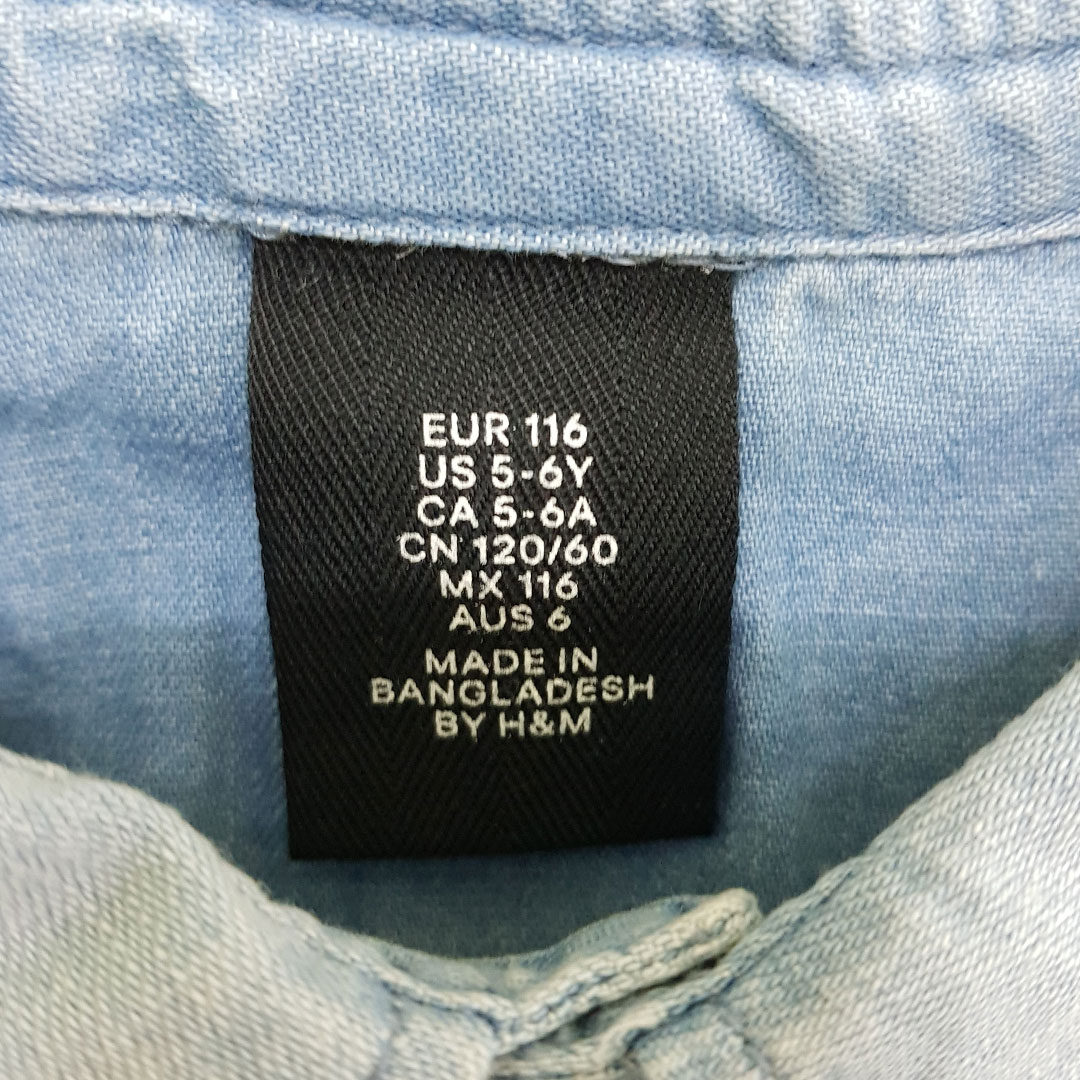 EUR 116
US 5-6Y
CA 5-6A
CN 120/60
MX 116
AUS 6
MADE IN
BANGLADESH
BY H&M